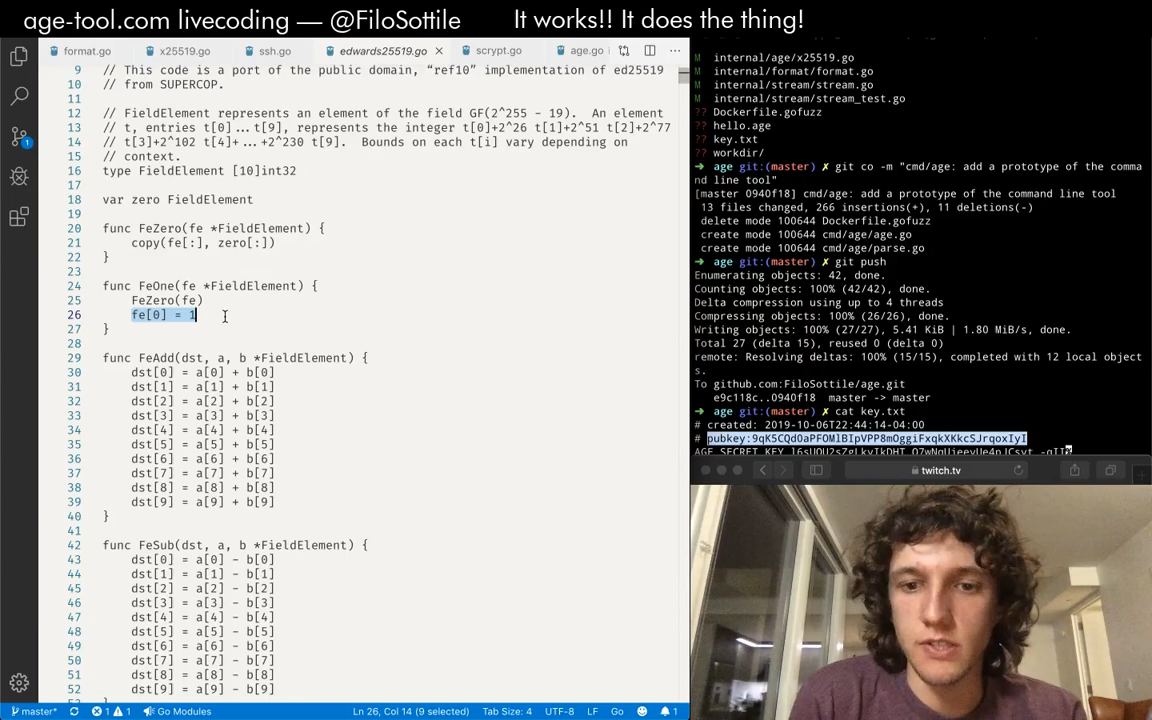 age-tool.com livecoding — @FiloSottile It works!! It does the thing!
format.go x25519.go ssh.go edwards25519.go scrypt.go age.go
9 // This code is a port of the public domain, “ref10” implementation of ed25519
10 // from SUPERCOP.
11
12 // FieldElement represents an element of the field GF(2^255 - 19). An element
13 // t, entries t[0]...t[9], represents the integer t[0]+2^26 t[1]+2^51 t[2]+2^77
14 // t[3]+2^102 t[4]+...+2^230 t[9]. Bounds on each t[i] vary depending on
15 // context.
16 type FieldElement [10]int32
17
18 var zero FieldElement
19
20 func FeZero(fe *FieldElement) {
21 copy(fe[:], zero[:])
22 }
23
24 func FeOne(fe *FieldElement) {
25 FeZero(fe)
26 fe[0] = 1
27 }
28
29 func FeAdd(dst, a, b *FieldElement) {
30 dst[0] = a[0] + b[0]
31 dst[1] = a[1] + b[1]
32 dst[2] = a[2] + b[2]
33 dst[3] = a[3] + b[3]
34 dst[4] = a[4] + b[4]
35 dst[5] = a[5] + b[5]
36 dst[6] = a[6] + b[6]
37 dst[7] = a[7] + b[7]
38 dst[8] = a[8] + b[8]
39 dst[9] = a[9] + b[9]
40 }
41
42 func FeSub(dst, a, b *FieldElement) {
43 dst[0] = a[0] - b[0]
44 dst[1] = a[1] - b[1]
45 dst[2] = a[2] - b[2]
46 dst[3] = a[3] - b[3]
47 dst[4] = a[4] - b[4]
48 dst[5] = a[5] - b[5]
49 dst[6] = a[6] - b[6]
50 dst[7] = a[7] - b[7]
51 dst[8] = a[8] - b[8]
52 dst[9] = a[9] - b[9]
master* 1 1 Go Modules Ln 26, Col 14 (9 selected) Tab Size: 4 UTF-8 LF Go 1
M internal/age/x25519.go
M internal/format/format.go
M internal/stream/stream.go
M internal/stream/stream_test.go
?? Dockerfile.gofuzz
?? hello.age
?? key.txt
?? workdir/
➜ age git:(master) ✗ git co -m "cmd/age: add a prototype of the comma
nd line tool"
[master 0940f18] cmd/age: add a prototype of the command line tool
13 files changed, 266 insertions(+), 11 deletions(-)
delete mode 100644 Dockerfile.gofuzz
create mode 100644 cmd/age/age.go
create mode 100644 cmd/age/parse.go
➜ age git:(master) ✗ git push
Enumerating objects: 42, done.
Counting objects: 100% (42/42), done.
Delta compression using up to 4 threads
Compressing objects: 100% (26/26), done.
Writing objects: 100% (27/27), 5.41 KiB | 1.80 MiB/s, done.
Total 27 (delta 15), reused 0 (delta 0)
remote: Resolving deltas: 100% (15/15), completed with 12 local object
s.
To github.com:FiloSottile/age.git
e9c118c..0940f18 master -> master
➜ age git:(master) ✗ cat key.txt
# created: 2019-10-06T22:44:14-04:00
twitch.tv